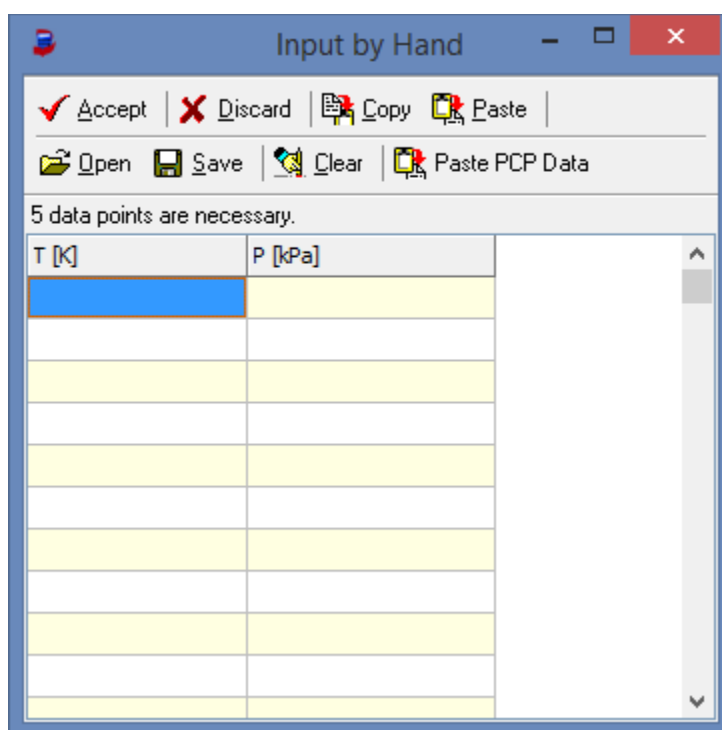 Input by Hand
Accept Discard Copy Paste
Open Save Clear Paste PCP Data
5 data points are necessary.
T [K] P [kPa]